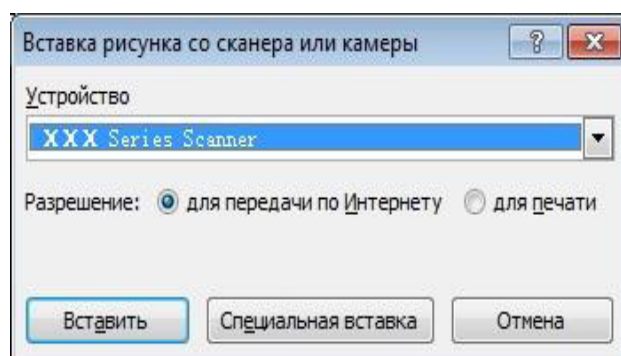 Вставка рисунка со сканера или камеры
Устройство
XXX Series Scanner
Разрешение: для передачи по Интернету для печати
Вставить Специальная вставка Отмена